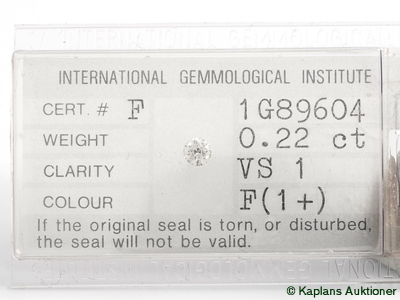 INTERNATIONAL GEMMOLOGICAL INSTITUTE
CERT. # F 1G89604
WEIGHT 0.22 ct
CLARITY VS 1
COLOUR F(1+)
If the original seal is torn, or disturbed,
the seal will not be valid.
© Kaplans Auktioner